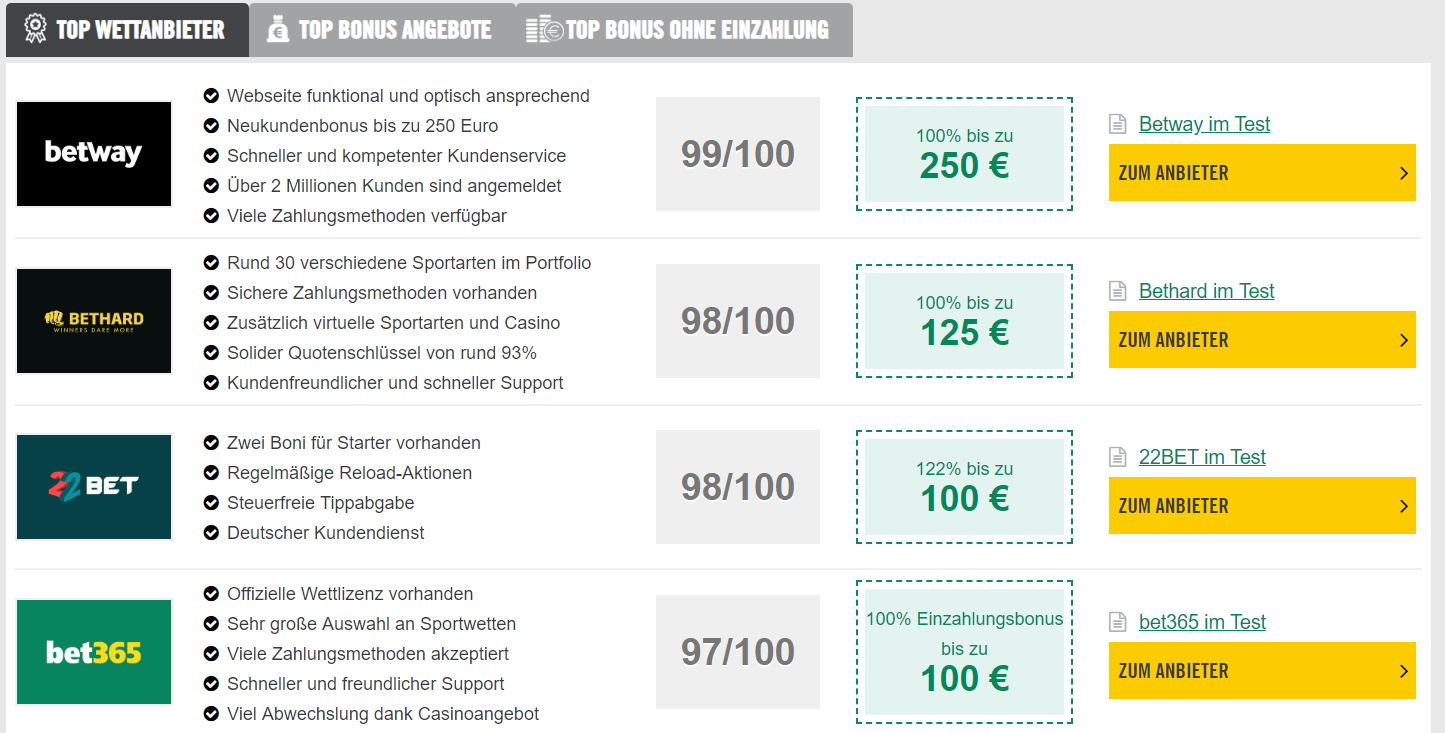 TOP WETTANBIETER
TOP BONUS ANGEBOTE
TOP BONUS OHNE EINZAHLUNG
betway
Webseite funktional und optisch ansprechend
Neukundenbonus bis zu 250 Euro
Schneller und kompetenter Kundenservice
Über 2 Millionen Kunden sind angemeldet
Viele Zahlungsmethoden verfügbar
99/100
100% bis zu
250 €
Betway im Test
ZUM ANBIETER
BETHARD
WINNERS DARE MORE
Rund 30 verschiedene Sportarten im Portfolio
Sichere Zahlungsmethoden vorhanden
Zusätzlich virtuelle Sportarten und Casino
Solider Quotenschlüssel von rund 93%
Kundenfreundlicher und schneller Support
98/100
100% bis zu
125 €
Bethard im Test
ZUM ANBIETER
22BET
Zwei Boni für Starter vorhanden
Regelmäßige Reload-Aktionen
Steuerfreie Tippabgabe
Deutscher Kundendienst
98/100
122% bis zu
100 €
22BET im Test
ZUM ANBIETER
bet365
Offizielle Wettlizenz vorhanden
Sehr große Auswahl an Sportwetten
Viele Zahlungsmethoden akzeptiert
Schneller und freundlicher Support
Viel Abwechslung dank Casinoangebot
97/100
100% Einzahlungsbonus
bis zu
100 €
bet365 im Test
ZUM ANBIETER